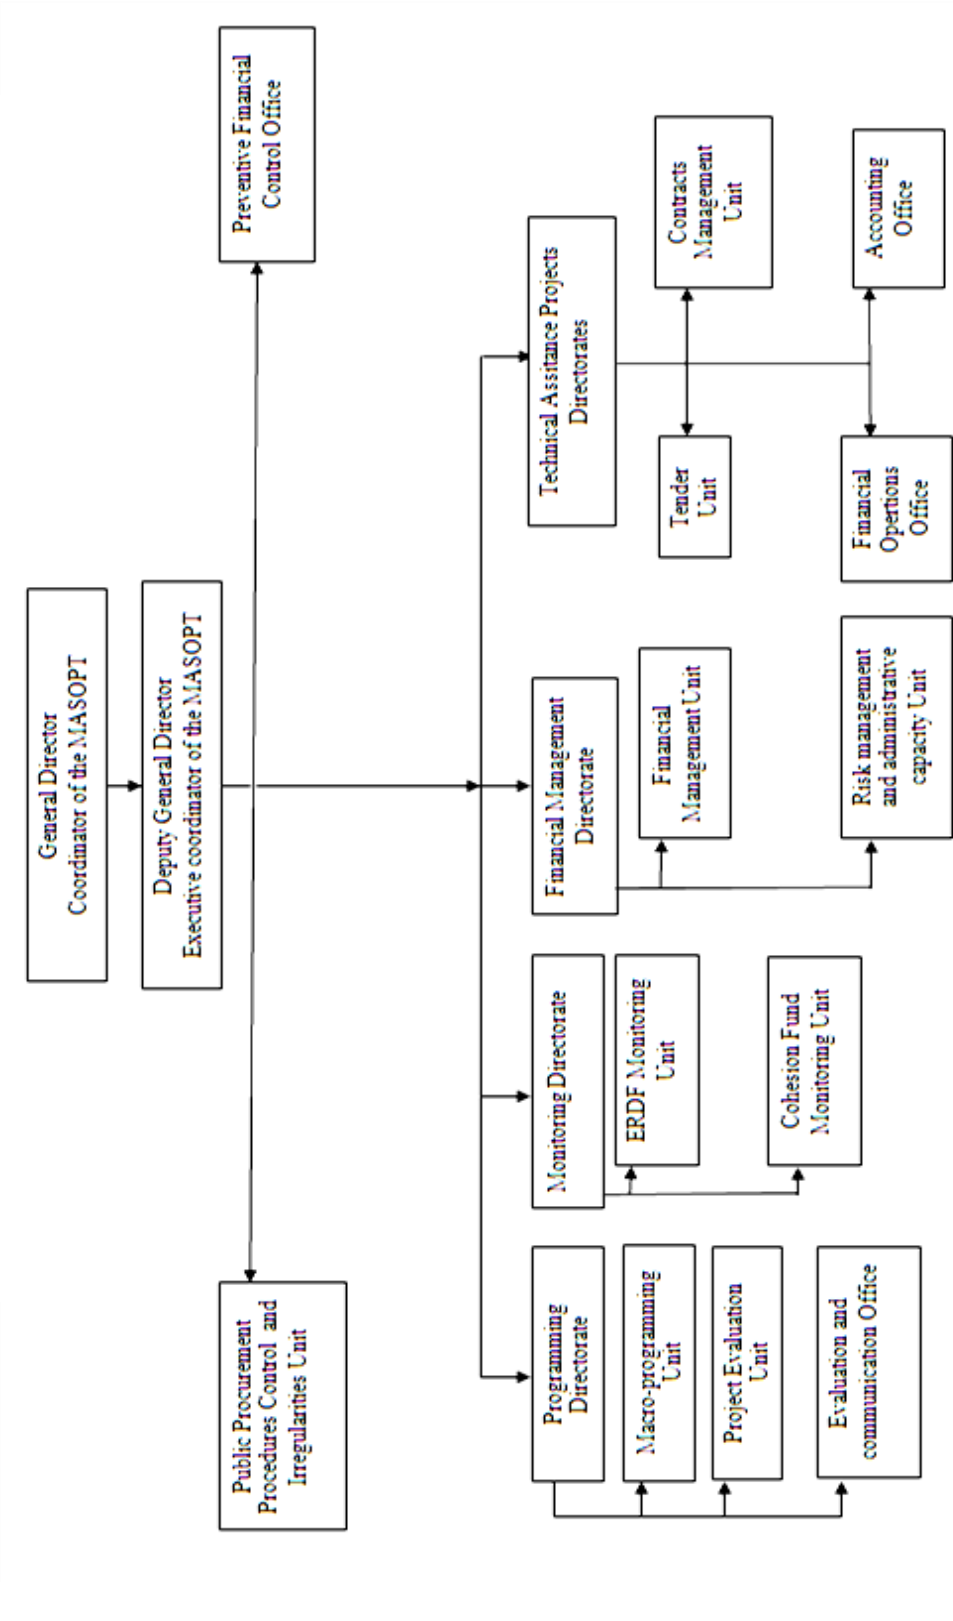 General Director
Coordinator of the MASOPT
Deputy General Director
Executive coordinator of the MASOPT
Public Procurement
Procedures Control and
Irregularities Unit
Preventive Financial
Control Office
Programming
Directorate
Macro-programming
Unit
Project Evaluation
Unit
Evaluation and
communication Office
Monitoring Directorate
ERDF Monitoring
Unit
Cohesion Fund
Monitoring Unit
Financial Management
Directorate
Financial
Management Unit
Risk management
and administrative
capacity Unit
Technical Assitance Projects
Directorates
Tender
Unit
Contracts
Management
Unit
Financial
Opertions
Office
Accounting
Office